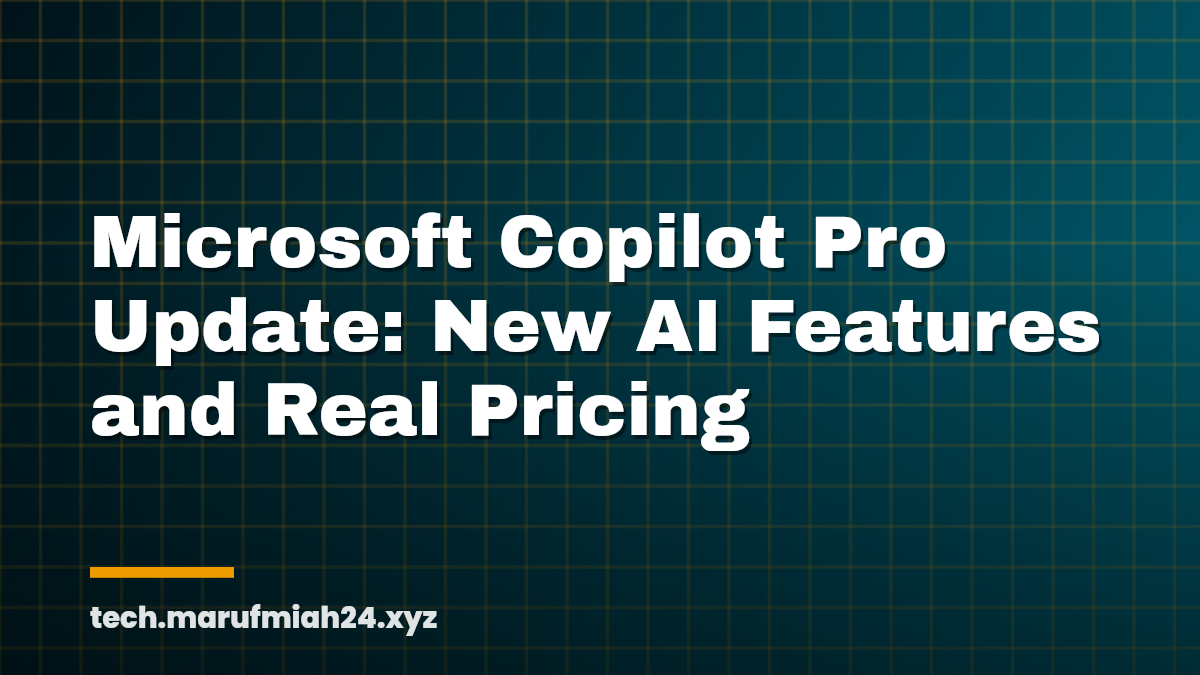 Microsoft Copilot Pro
Update: New AI Features
and Real Pricing
tech.marufmiah24.xyz